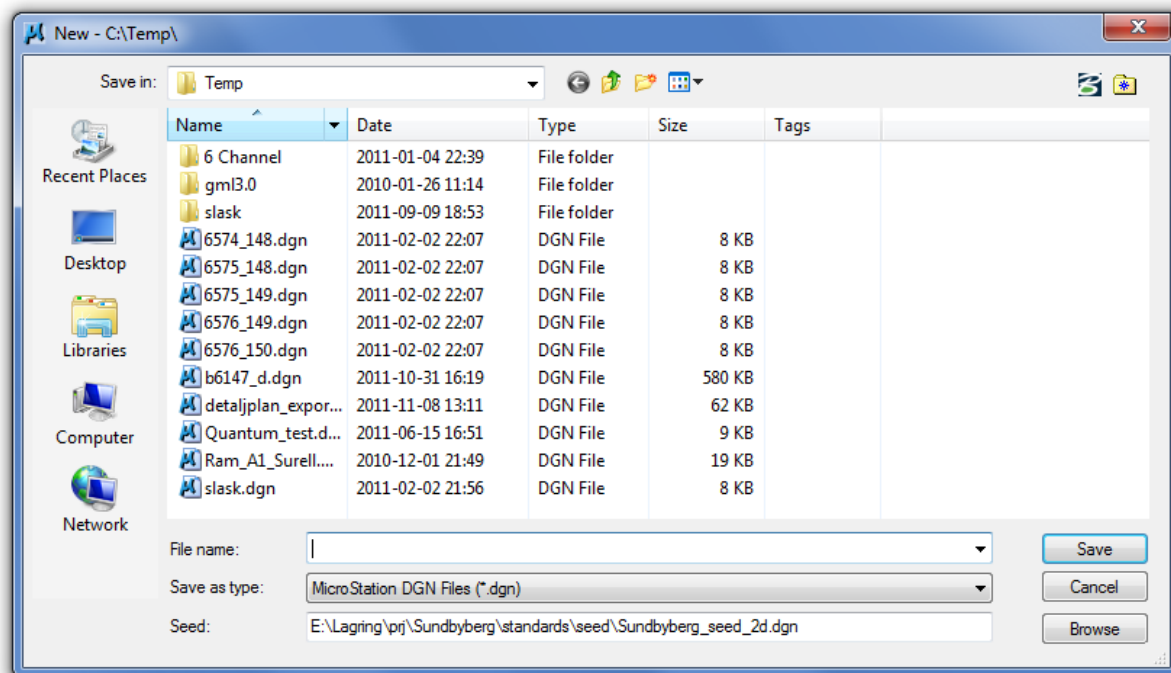 New - C:\Temp\
Save in: Temp
Name Date Type Size Tags
Recent Places
Desktop
Libraries
Computer
Network
6 Channel 2011-01-04 22:39 File folder
gml3.0 2010-01-26 11:14 File folder
slask 2011-09-09 18:53 File folder
6574_148.dgn 2011-02-02 22:07 DGN File 8 KB
6575_148.dgn 2011-02-02 22:07 DGN File 8 KB
6575_149.dgn 2011-02-02 22:07 DGN File 8 KB
6576_149.dgn 2011-02-02 22:07 DGN File 8 KB
6576_150.dgn 2011-02-02 22:07 DGN File 8 KB
b6147_d.dgn 2011-10-31 16:19 DGN File 580 KB
detaljplan_expor... 2011-11-08 13:11 DGN File 62 KB
Quantum_test.d... 2011-06-15 16:51 DGN File 9 KB
Ram_A1_Surell.... 2010-12-01 21:49 DGN File 19 KB
slask.dgn 2011-02-02 21:56 DGN File 8 KB
File name: Save
Save as type: MicroStation DGN Files (*.dgn) Cancel
Seed: E:\Lagring\prj\Sundbyberg\standards\seed\Sundbyberg_seed_2d.dgn Browse